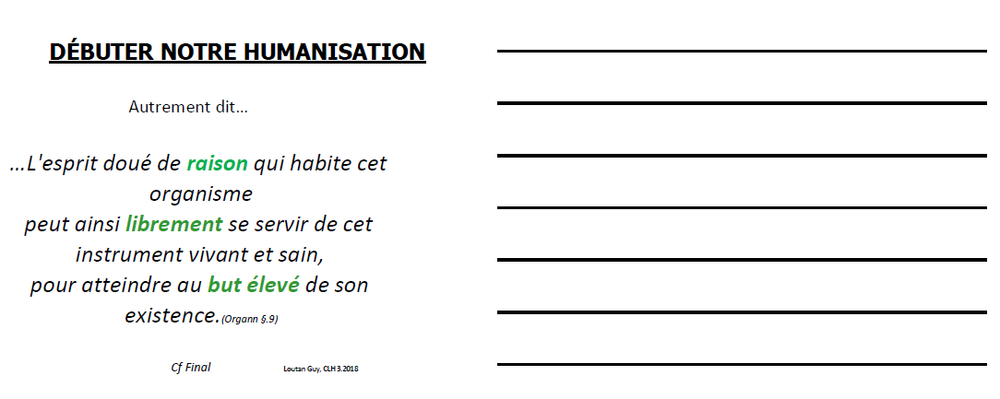 DÉBUTER NOTRE HUMANISATION
Autrement dit...
...L'esprit doué de raison qui habite cet
organisme
peut ainsi librement se servir de cet
instrument vivant et sain,
pour atteindre au but élevé de son
existence.(Organn §.9)
Cf Final Loutan Guy, CLH 3.2018